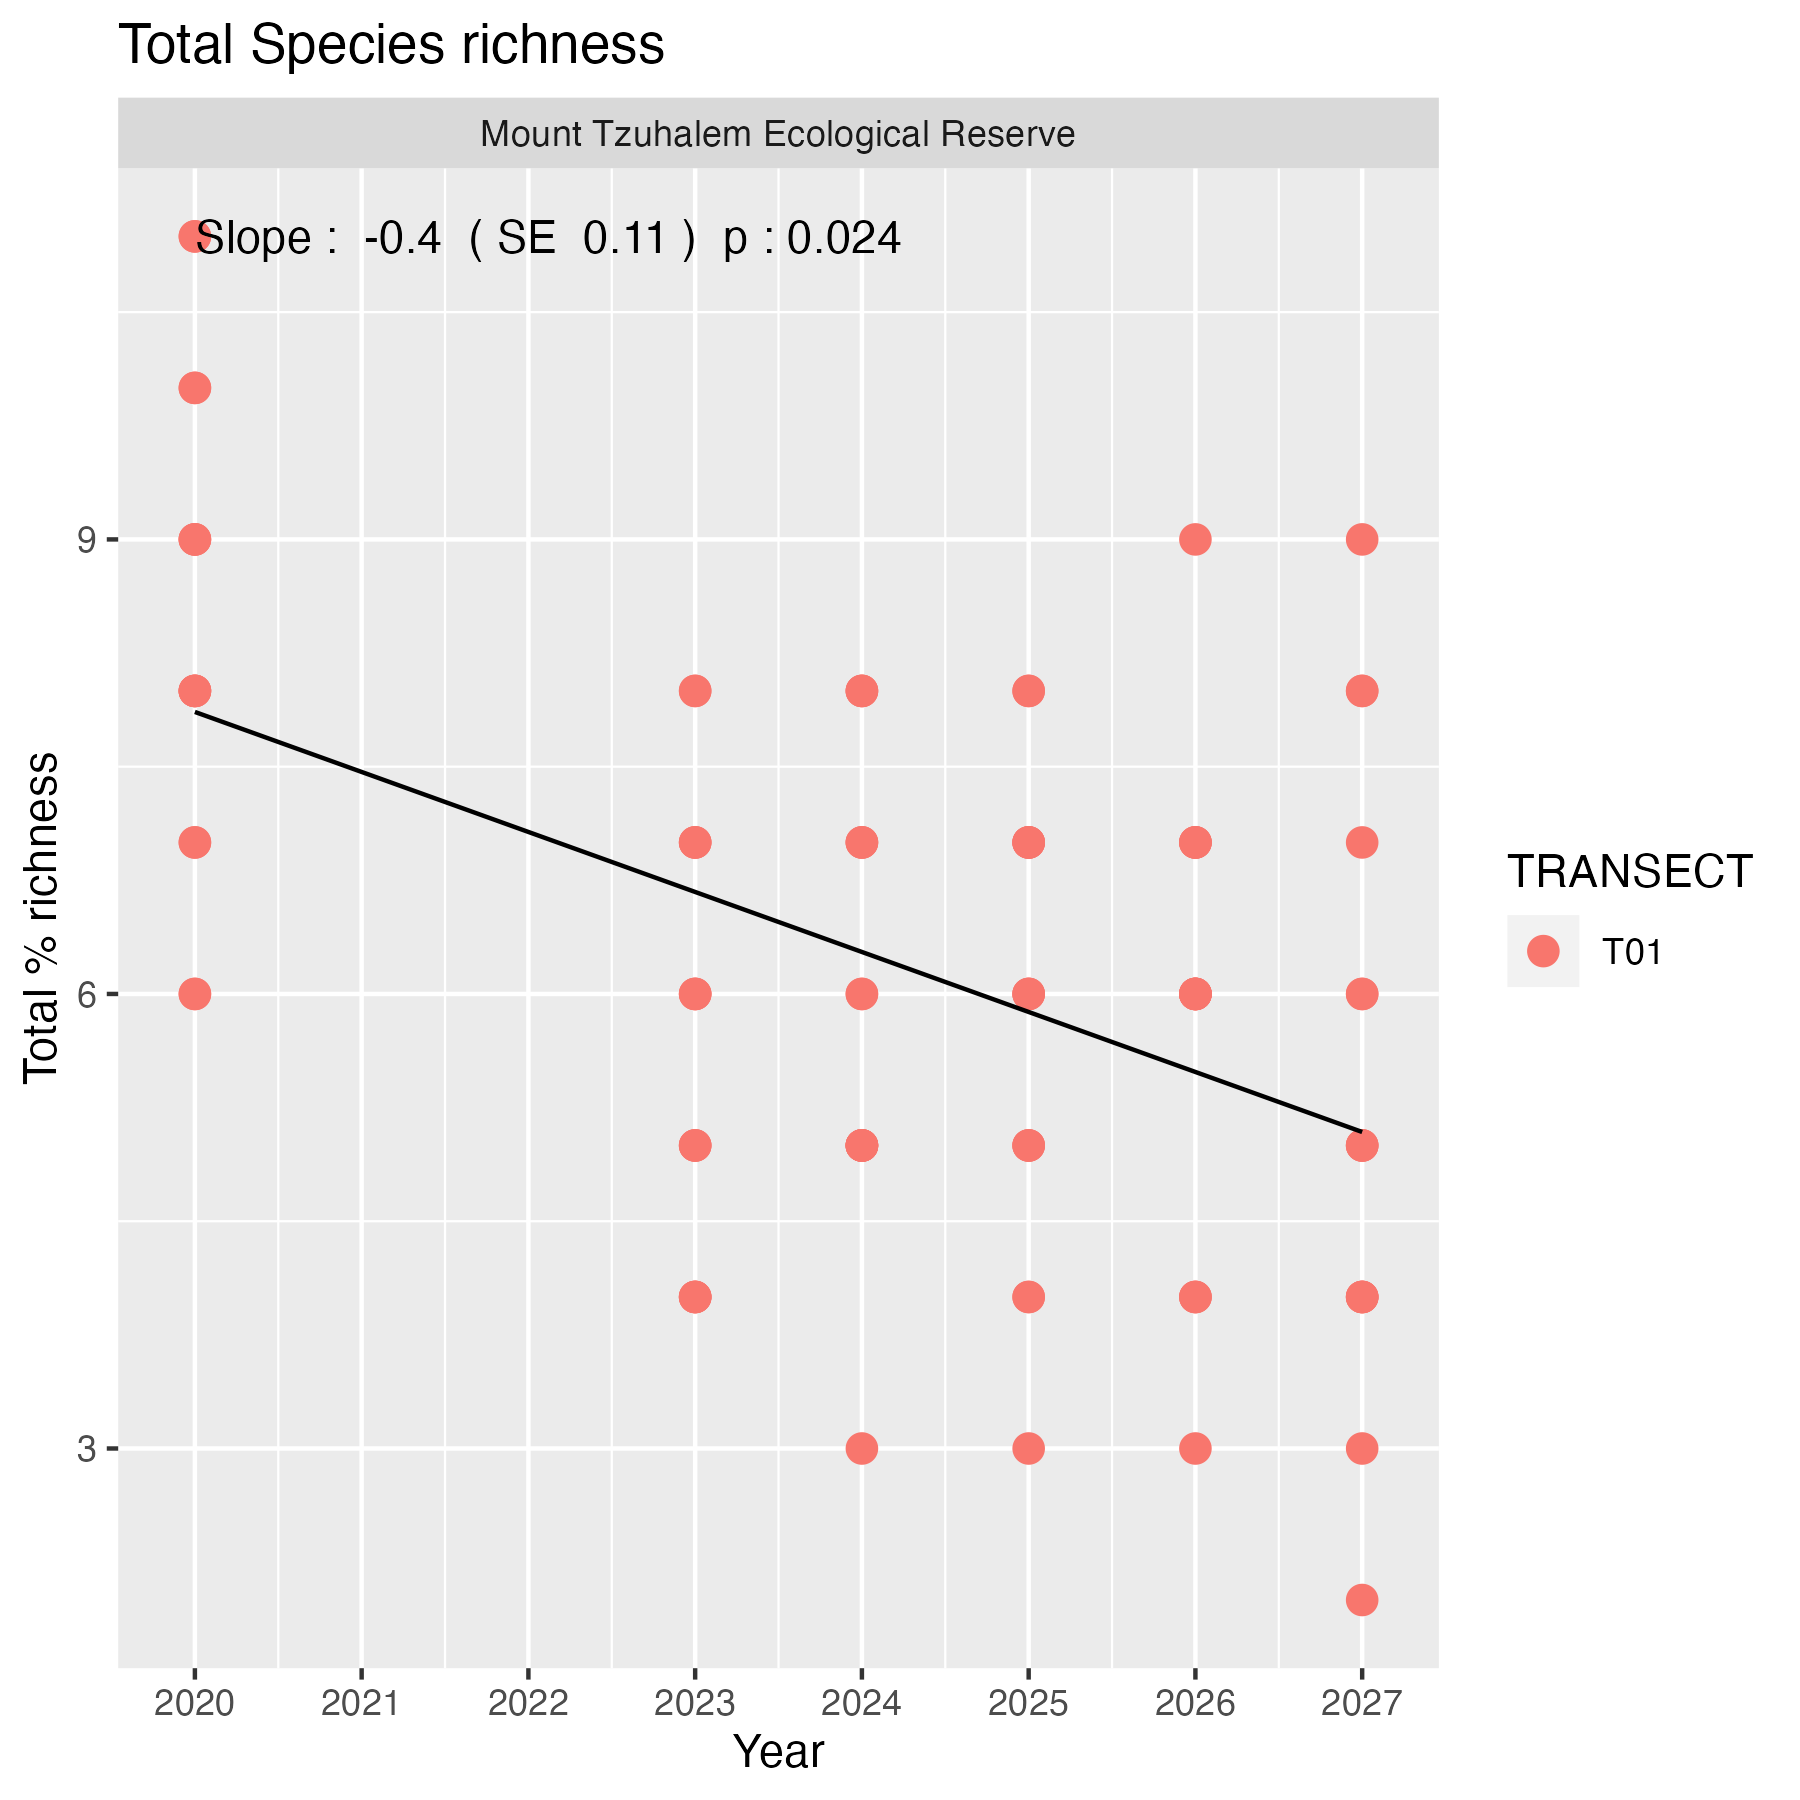 Total Species richness
Mount Tzuhalem Ecological Reserve
Slope : -0.4 ( SE 0.11 ) p : 0.024
9
6
3
Total % richness
2020 2021 2022 2023 2024 2025 2026 2027
Year
TRANSECT
T01